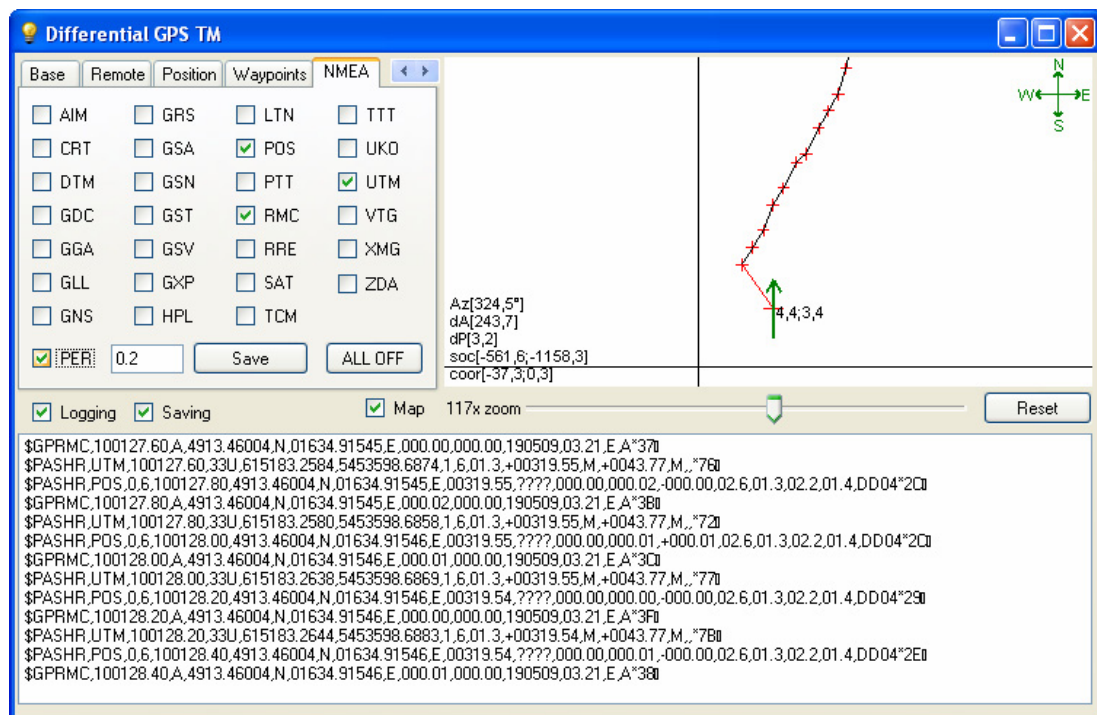 Differential GPS TM
Base Remote Position Waypoints NMEA
AIM GRS LTN TTT
CRT GSA POS UKO
DTM GSN PTT UTM
GDC GST RMC VTG
GGA GSV RRE XMG
GLL GXP SAT ZDA
GNS HPL TCM
PER 0.2 Save ALL OFF
N
W E
S
4,4;3,4
Az[324,5°]
dA[243,7]
dP[3,2]
soc[-561,6;-1158,3]
coor[-37,3;0,3]
Logging Saving Map 117x zoom Reset
$GPRMC,100127.60,A,4913.46004,N,01634.91545,E,000.00,000.00,190509,03.21,E,A*37
$PASHR,UTM,100127.60,33U,615183.2584,5453598.6874,1,6,01.3,+00319.55,M,+0043.77,M,,*76
$PASHR,POS,0,6,100127.80,4913.46004,N,01634.91545,E,00319.55,????,000.00,000.02,-000.00,02.6,01.3,02.2,01.4,DD04*2C
$GPRMC,100127.80,A,4913.46004,N,01634.91545,E,000.02,000.00,190509,03.21,E,A*3B
$PASHR,UTM,100127.80,33U,615183.2580,5453598.6858,1,6,01.3,+00319.55,M,+0043.77,M,,*72
$PASHR,POS,0,6,100128.00,4913.46004,N,01634.91546,E,00319.55,????,000.00,000.01,+000.01,02.6,01.3,02.2,01.4,DD04*2C
$GPRMC,100128.00,A,4913.46004,N,01634.91546,E,000.01,000.00,190509,03.21,E,A*3C
$PASHR,UTM,100128.00,33U,615183.2638,5453598.6869,1,6,01.3,+00319.55,M,+0043.77,M,,*77
$PASHR,POS,0,6,100128.20,4913.46004,N,01634.91546,E,00319.54,????,000.00,000.00,-000.00,02.6,01.3,02.2,01.4,DD04*29
$GPRMC,100128.20,A,4913.46004,N,01634.91546,E,000.00,000.00,190509,03.21,E,A*3F
$PASHR,UTM,100128.20,33U,615183.2644,5453598.6883,1,6,01.3,+00319.54,M,+0043.77,M,,*7B
$PASHR,POS,0,6,100128.40,4913.46004,N,01634.91546,E,00319.54,????,000.00,000.01,-000.00,02.6,01.3,02.2,01.4,DD04*2E
$GPRMC,100128.40,A,4913.46004,N,01634.91546,E,000.01,000.00,190509,03.21,E,A*38